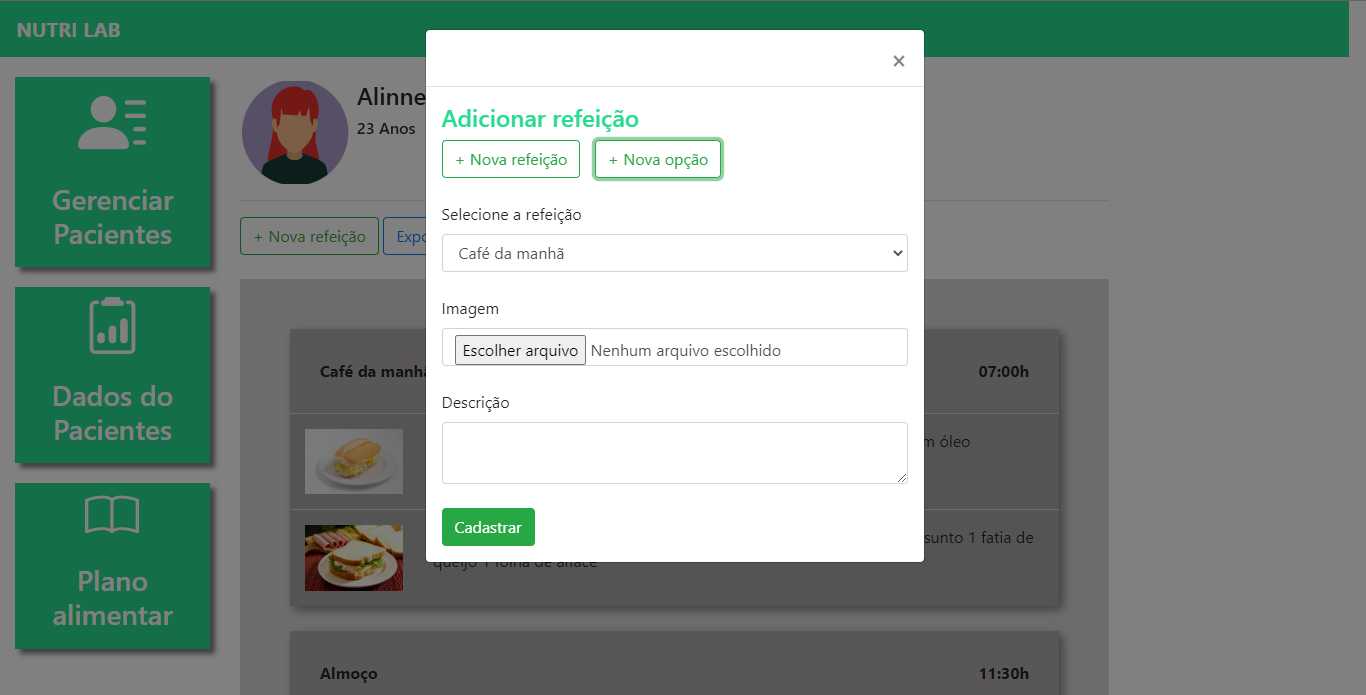 NUTRI LAB
×
Gerenciar
Pacientes
Dados do
Pacientes
Plano
alimentar
Alinne
23 Anos
+ Nova refeição
Expo
Adicionar refeição
+ Nova refeição
+ Nova opção
Selecione a refeição
Café da manhã
Imagem
Escolher arquivo Nenhum arquivo escolhido
Descrição
Cadastrar
Café da manhã 07:00h
m óleo
sunto 1 fatia de
queijo 1 folha de alface
Almoço 11:30h